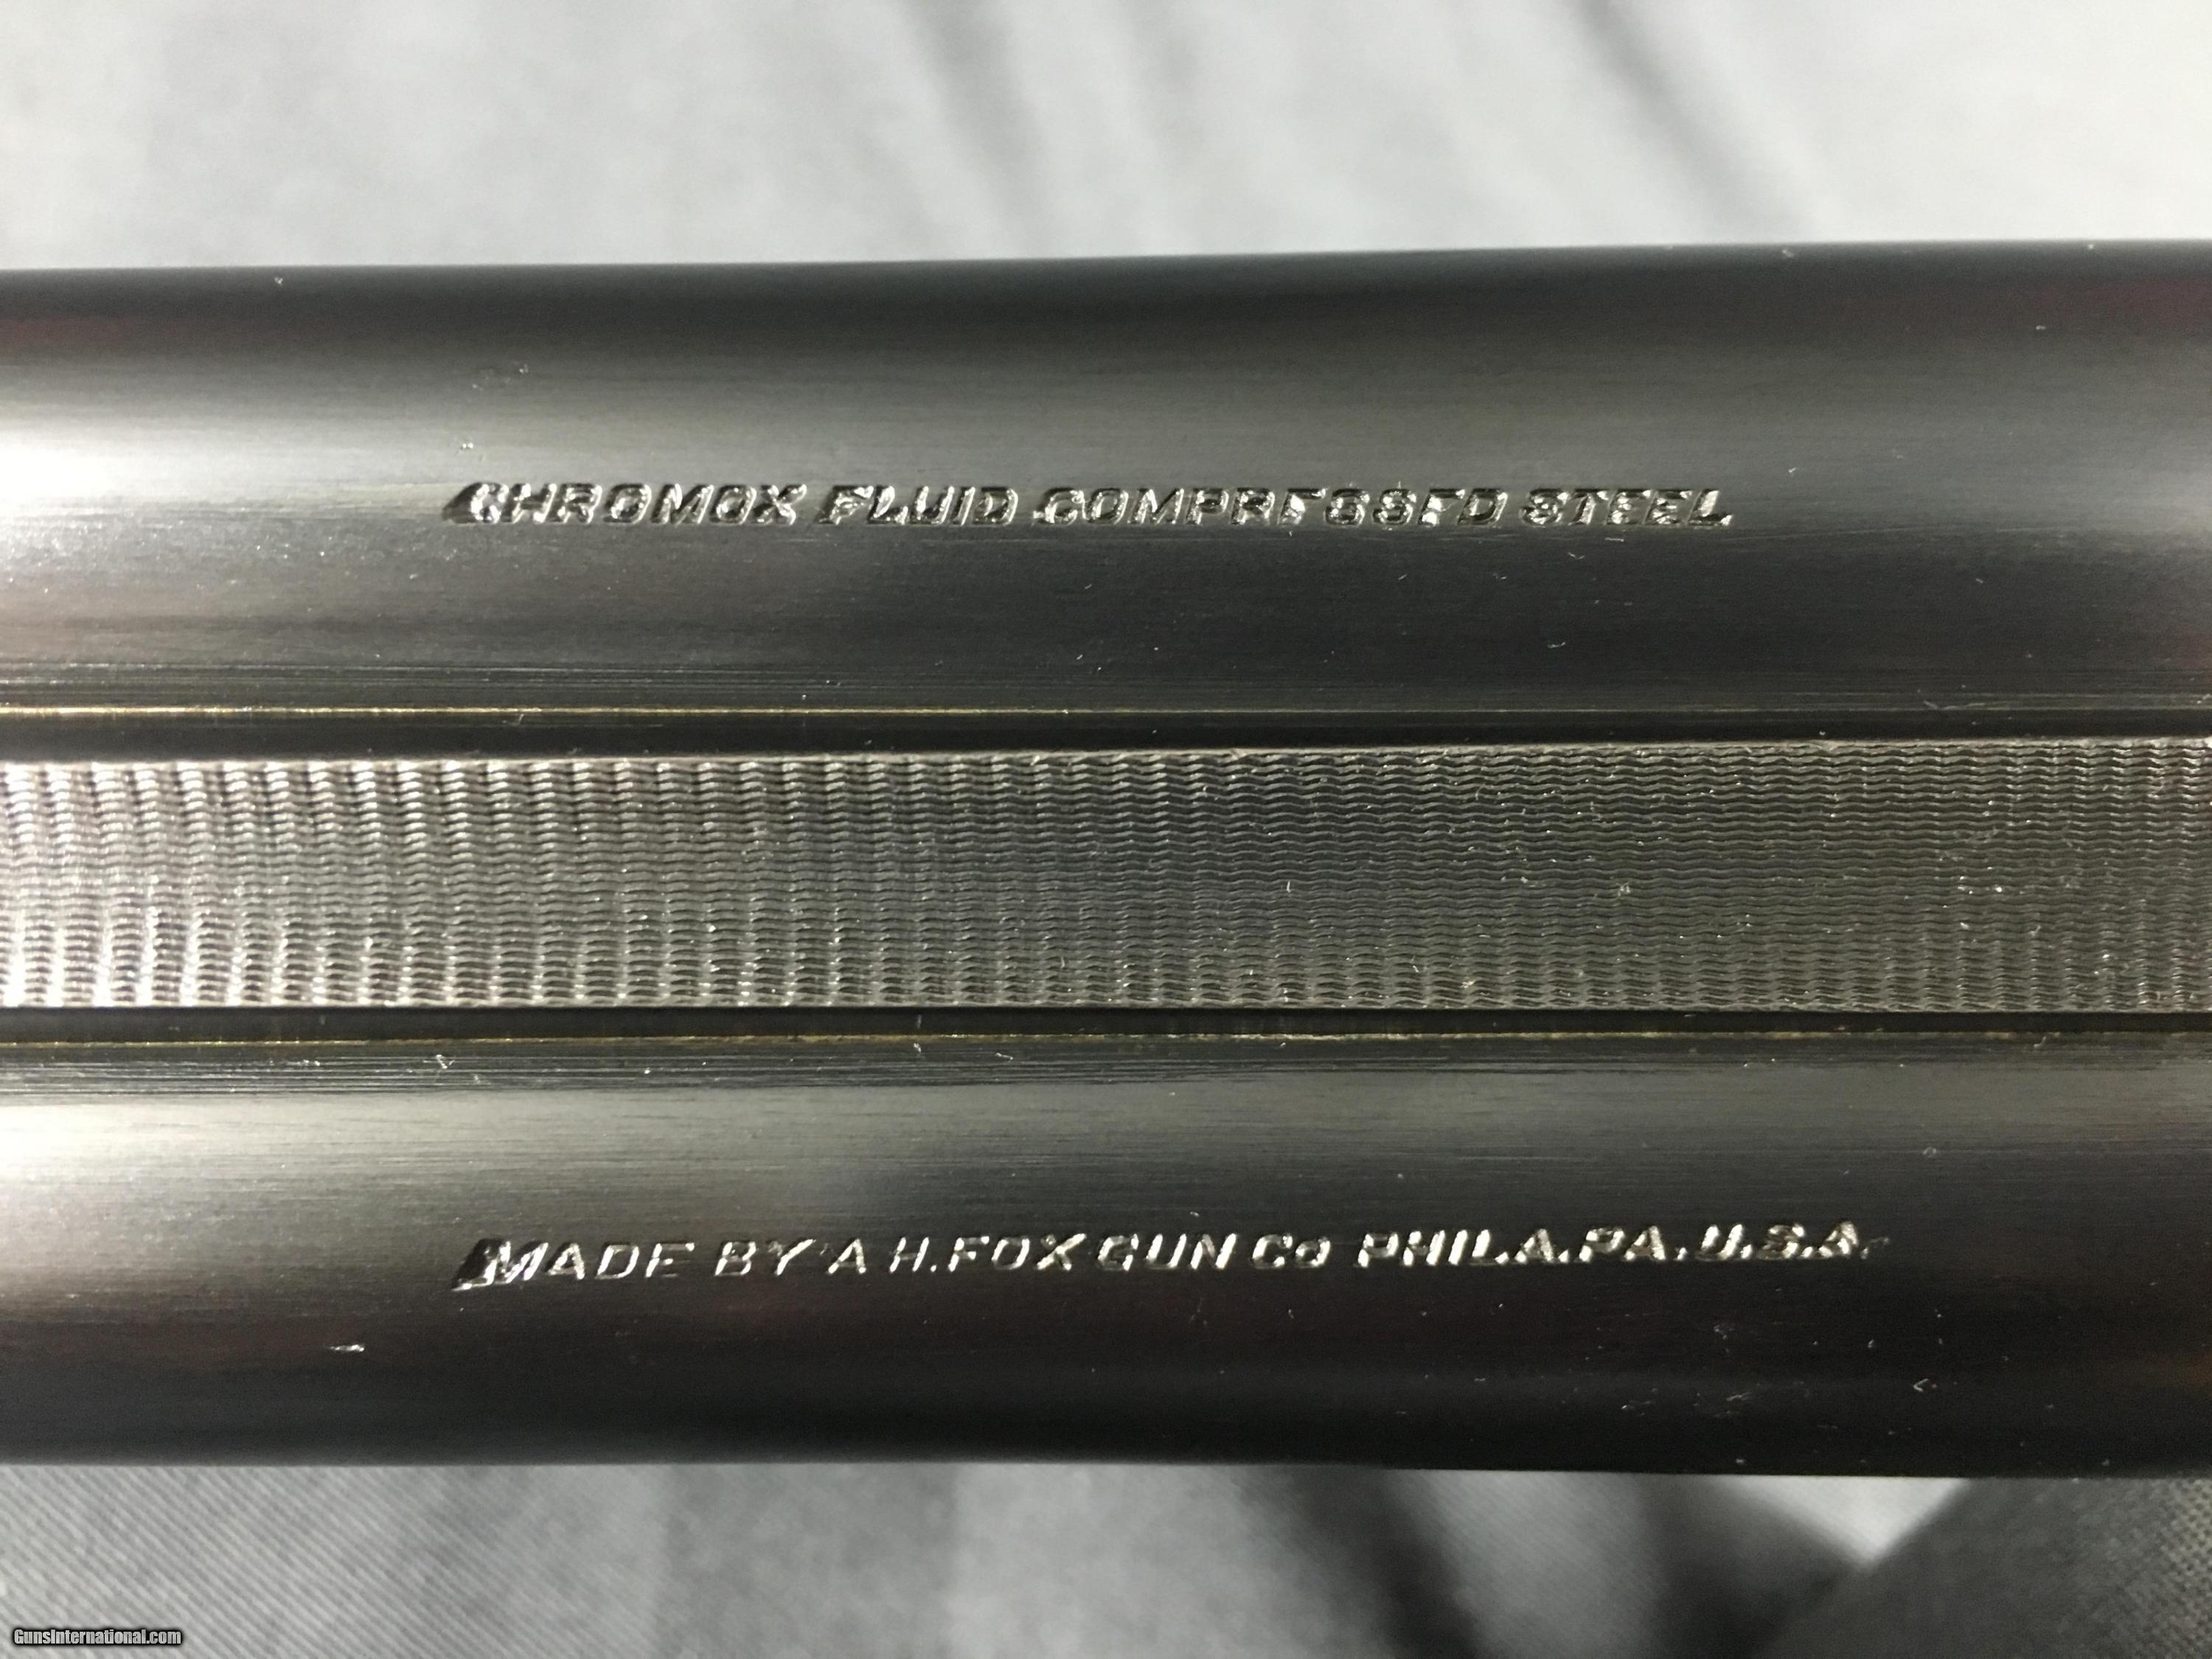 CHROMOX FLUID COMPRESSED STEEL
MADE BY A H.FOX GUN Co PHILA.PA.U.S.A.
GunsInternational.com